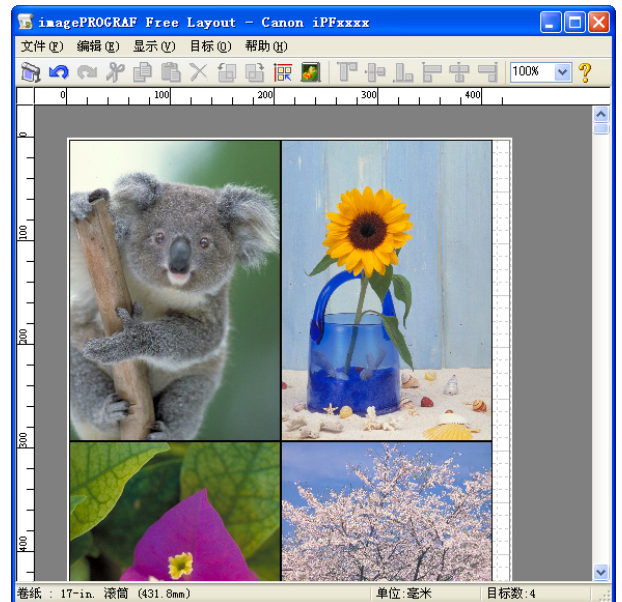 imagePROGRAF Free Layout - Canon iPFxxxx
文件(F) 编辑(E) 显示(V) 目标(O) 帮助(H)
100%
0 100 200 300 400
0
100
200
300
400
卷纸 : 17-in. 滚筒 (431.8mm) 单位:毫米 目标数:4